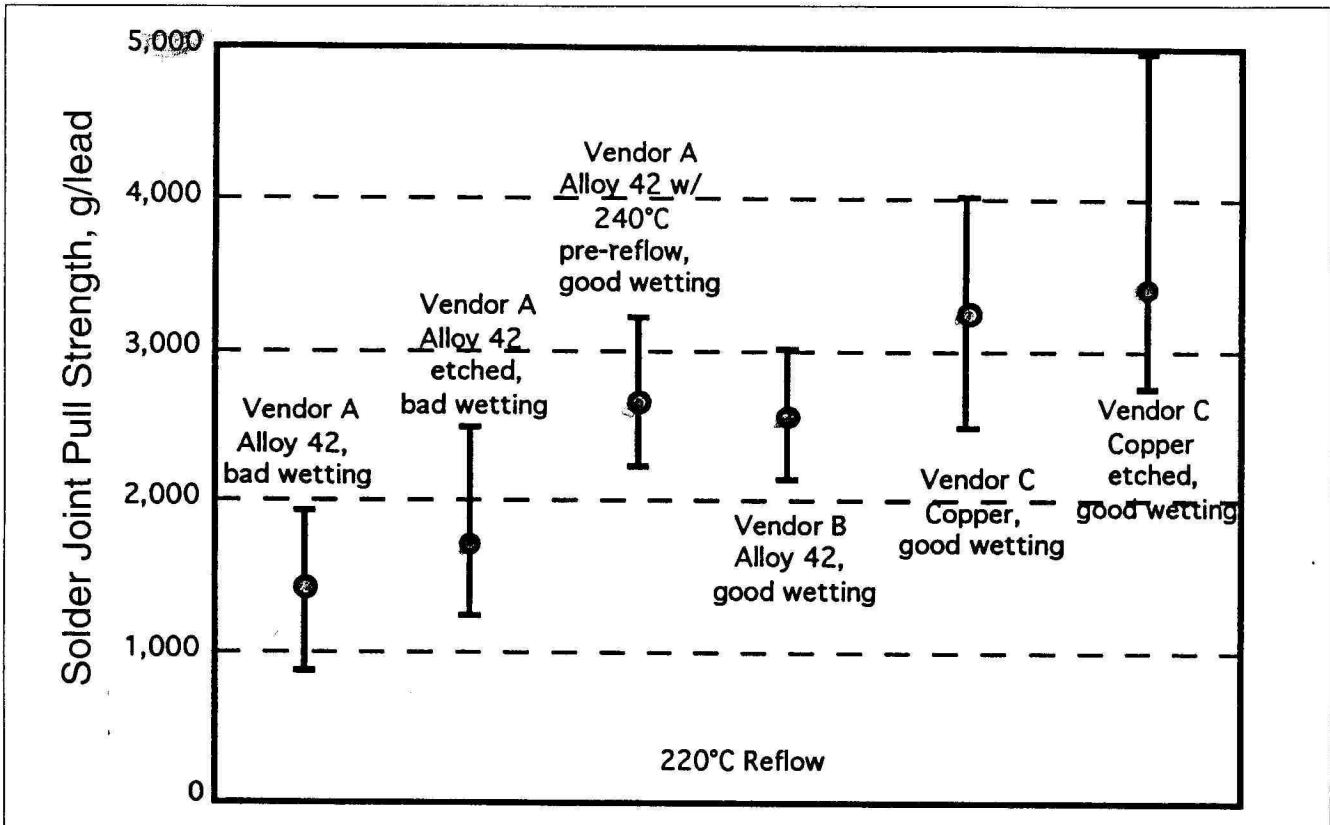 Solder Joint Pull Strength, g/lead
5,000
4,000
3,000
2,000
1,000
0
Vendor A
Alloy 42,
bad wetting
Vendor A
Alloy 42
etched,
bad wetting
Vendor A
Alloy 42 w/
240°C
pre-reflow,
good wetting
Vendor B
Alloy 42,
good wetting
Vendor C
Copper,
good wetting
Vendor C
Copper
etched,
good wetting
220°C Reflow